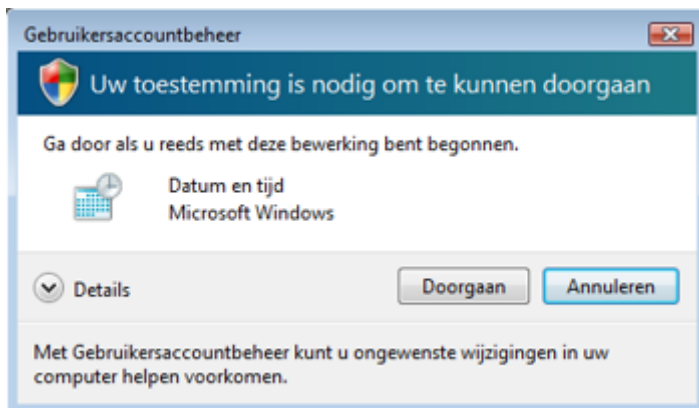 Gebruikersaccountbeheer
Uw toestemming is nodig om te kunnen doorgaan
Ga door als u reeds met deze bewerking bent begonnen.
Datum en tijd
Microsoft Windows
Details
Doorgaan
Annuleren
Met Gebruikersaccountbeheer kunt u ongewenste wijzigingen in uw
computer helpen voorkomen.